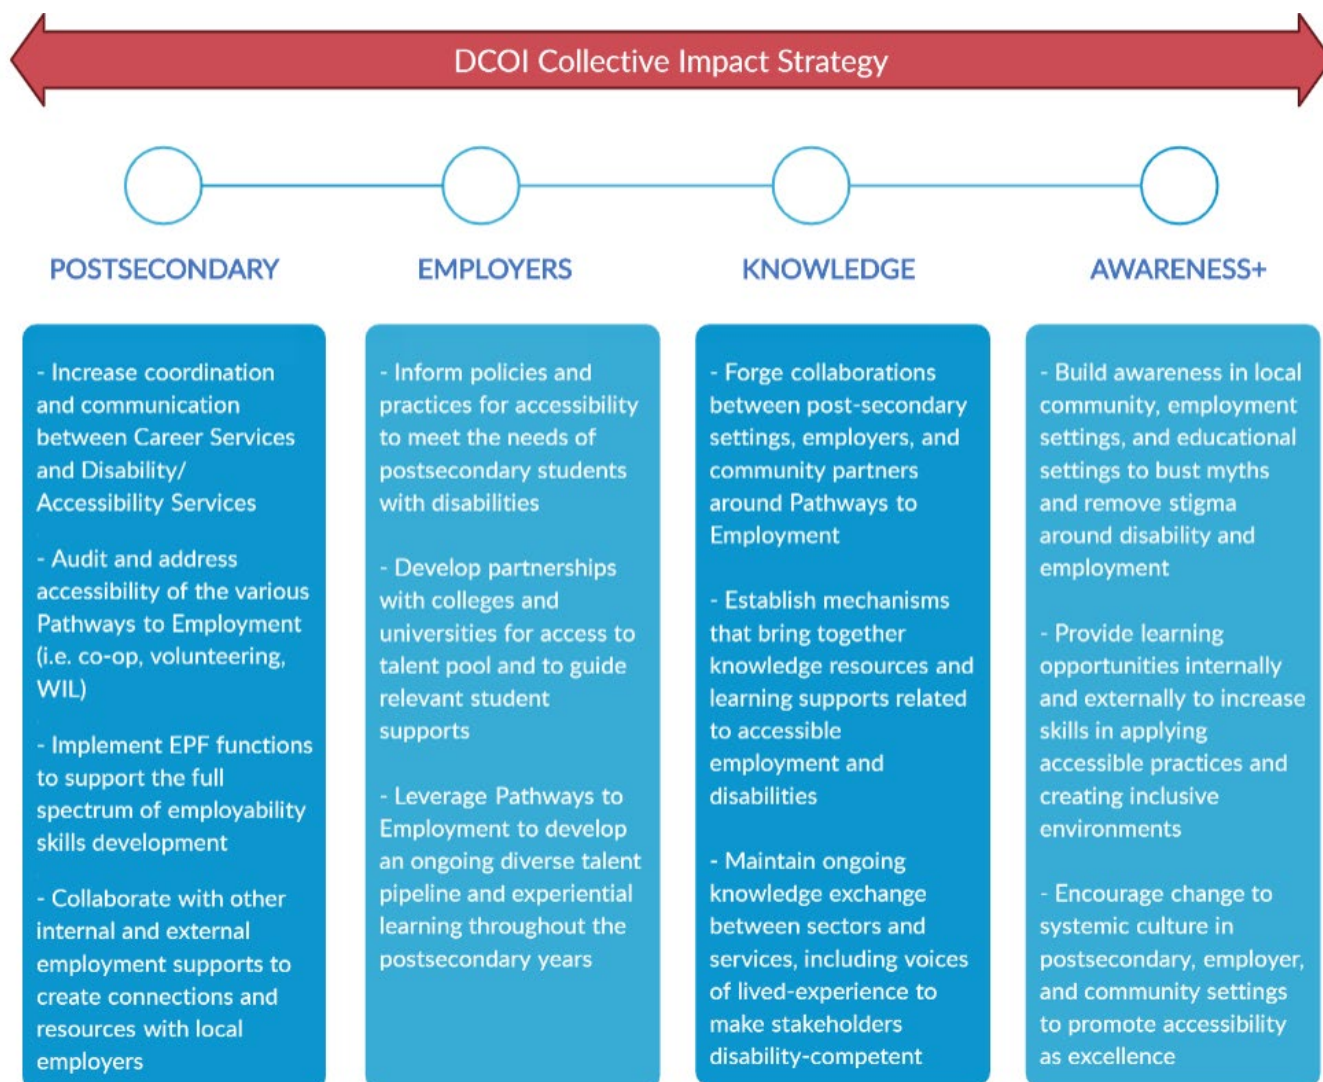 DCOI Collective Impact Strategy
POSTSECONDARY
- Increase coordination
and communication
between Career Services
and Disability/
Accessibility Services
- Audit and address
accessibility of the various
Pathways to Employment
(i.e. co-op, volunteering,
WIL)
- Implement EPF functions
to support the full
spectrum of employability
skills development
- Collaborate with other
internal and external
employment supports to
create connections and
resources with local
employers
EMPLOYERS
- Inform policies and
practices for accessibility
to meet the needs of
postsecondary students
with disabilities
- Develop partnerships
with colleges and
universities for access to
talent pool and to guide
relevant student
supports
- Leverage Pathways to
Employment to develop
an ongoing diverse talent
pipeline and experiential
learning throughout the
postsecondary years
KNOWLEDGE
- Forge collaborations
between post-secondary
settings, employers, and
community partners
around Pathways to
Employment
- Establish mechanisms
that bring together
knowledge resources and
learning supports related
to accessible
employment and
disabilities
- Maintain ongoing
knowledge exchange
between sectors and
services, including voices
of lived-experience to
make stakeholders
disability-competent
AWARENESS+
- Build awareness in local
community, employment
settings, and educational
settings to bust myths
and remove stigma
around disability and
employment
- Provide learning
opportunities internally
and externally to increase
skills in applying
accessible practices and
creating inclusive
environments
- Encourage change to
systemic culture in
postsecondary, employer,
and community settings
to promote accessibility
as excellence